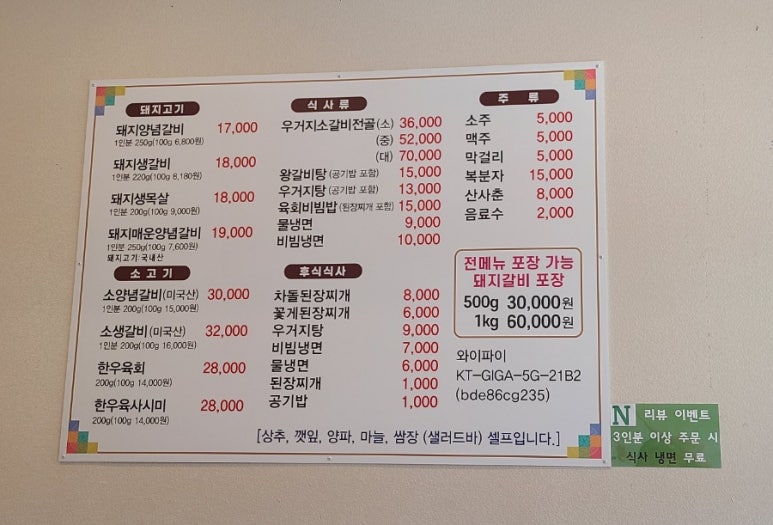 돼지고기
돼지양념갈비 17,000
1인분 250g(100g 6,800원)
돼지생갈비 18,000
1인분 220g(100g 8,180원)
돼지생목살 18,000
1인분 200g(100g 9,000원)
돼지매운양념갈비 19,000
1인분 250g(100g 7,600원)
돼지고기:국내산
소고기
소양념갈비(미국산) 30,000
1인분 200g(100g 15,000원)
소생갈비(미국산) 32,000
1인분 200g(100g 16,000원)
한우육회 28,000
200g(100g 14,000원)
한우육사시미 28,000
200g(100g 14,000원)
식사류
우거지소갈비전골(소) 36,000
(중) 52,000
(대) 70,000
왕갈비탕(공기밥 포함) 15,000
우거지탕(공기밥 포함) 13,000
육회비빔밥(된장찌개 포함) 15,000
물냉면 9,000
비빔냉면 10,000
후식식사
차돌된장찌개 8,000
꽃게된장찌개 6,000
우거지탕 9,000
비빔냉면 7,000
물냉면 6,000
된장찌개 1,000
공기밥 1,000
주류
소주 5,000
맥주 5,000
막걸리 5,000
복분자 15,000
산사춘 8,000
음료수 2,000
전메뉴 포장 가능
돼지갈비 포장
500g 30,000원
1kg 60,000원
와이파이
KT-GIGA-5G-21B2
(bde86cg235)
[상추, 깻잎, 양파, 마늘, 쌈장 (샐러드바) 셀프입니다.]
N 리뷰 이벤트
3인분 이상 주문 시
식사 냉면 무료